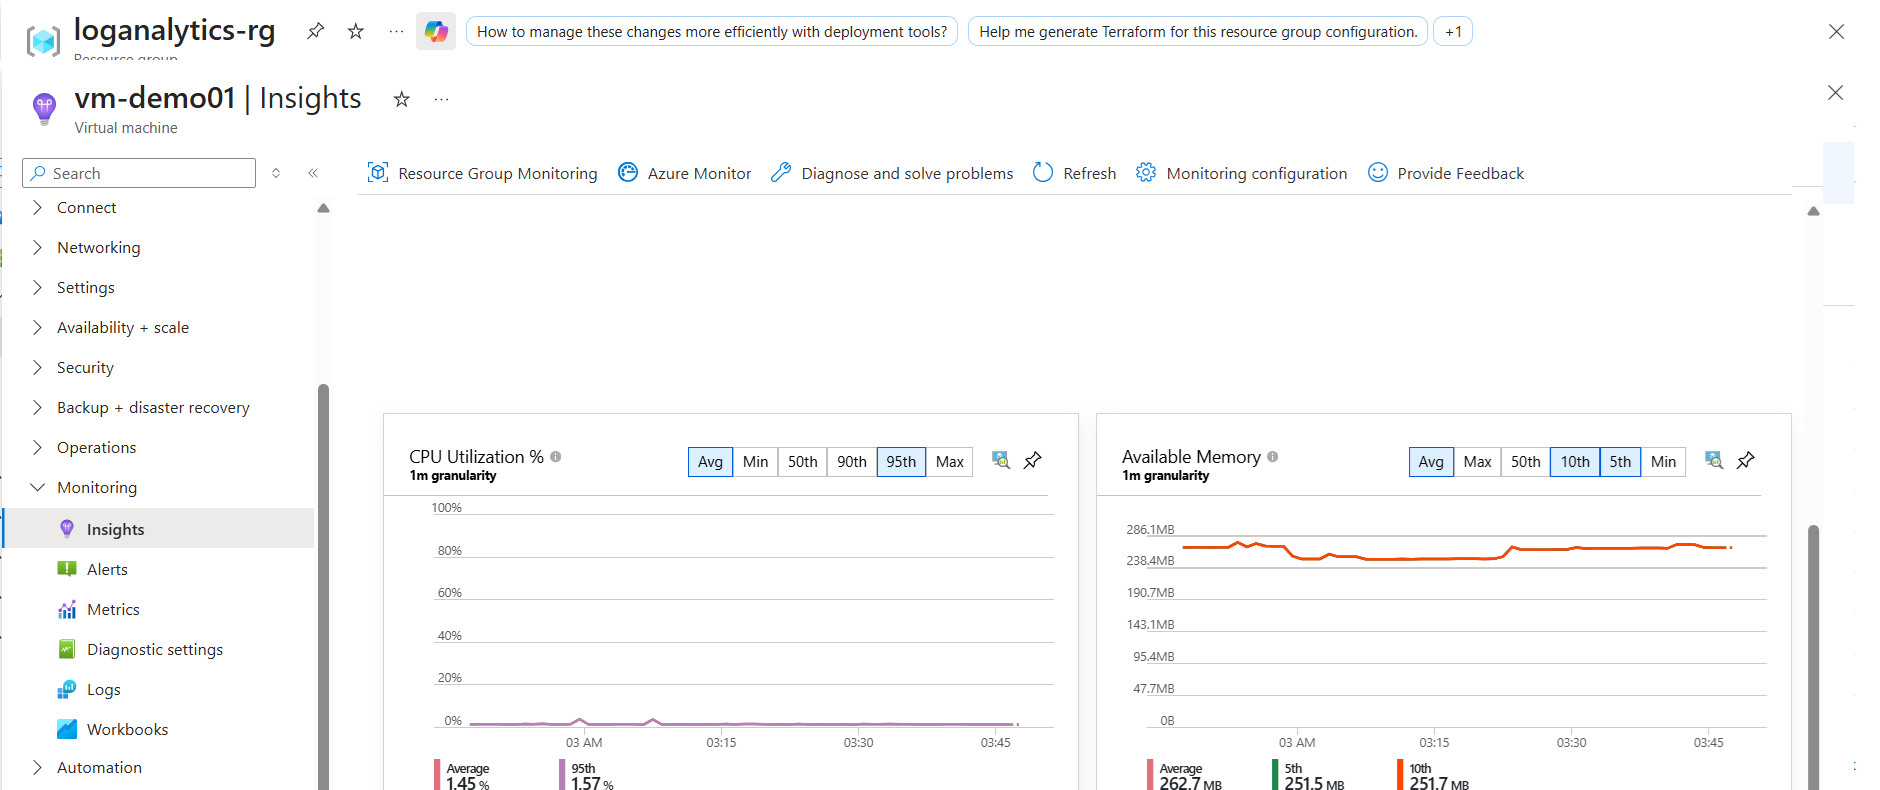 loganalytics-rg
How to manage these changes more efficiently with deployment tools?
Help me generate Terraform for this resource group configuration.
+1
Resource group
vm-demo01 | Insights
Virtual machine
Search
Resource Group Monitoring
Azure Monitor
Diagnose and solve problems
Refresh
Monitoring configuration
Provide Feedback
Connect
Networking
Settings
Availability + scale
Security
Backup + disaster recovery
Operations
Monitoring
Insights
Alerts
Metrics
Diagnostic settings
Logs
Workbooks
Automation
CPU Utilization %
1m granularity
Avg
Min
50th
90th
95th
Max
100%
80%
60%
40%
20%
0%
03 AM
03:15
03:30
03:45
Average
1.45 %
95th
1.57 %
Available Memory
1m granularity
Avg
Max
50th
10th
5th
Min
286.1MB
238.4MB
190.7MB
143.1MB
95.4MB
47.7MB
0B
03 AM
03:15
03:30
03:45
Average
262.7 MB
5th
251.5 MB
10th
251.7 MB